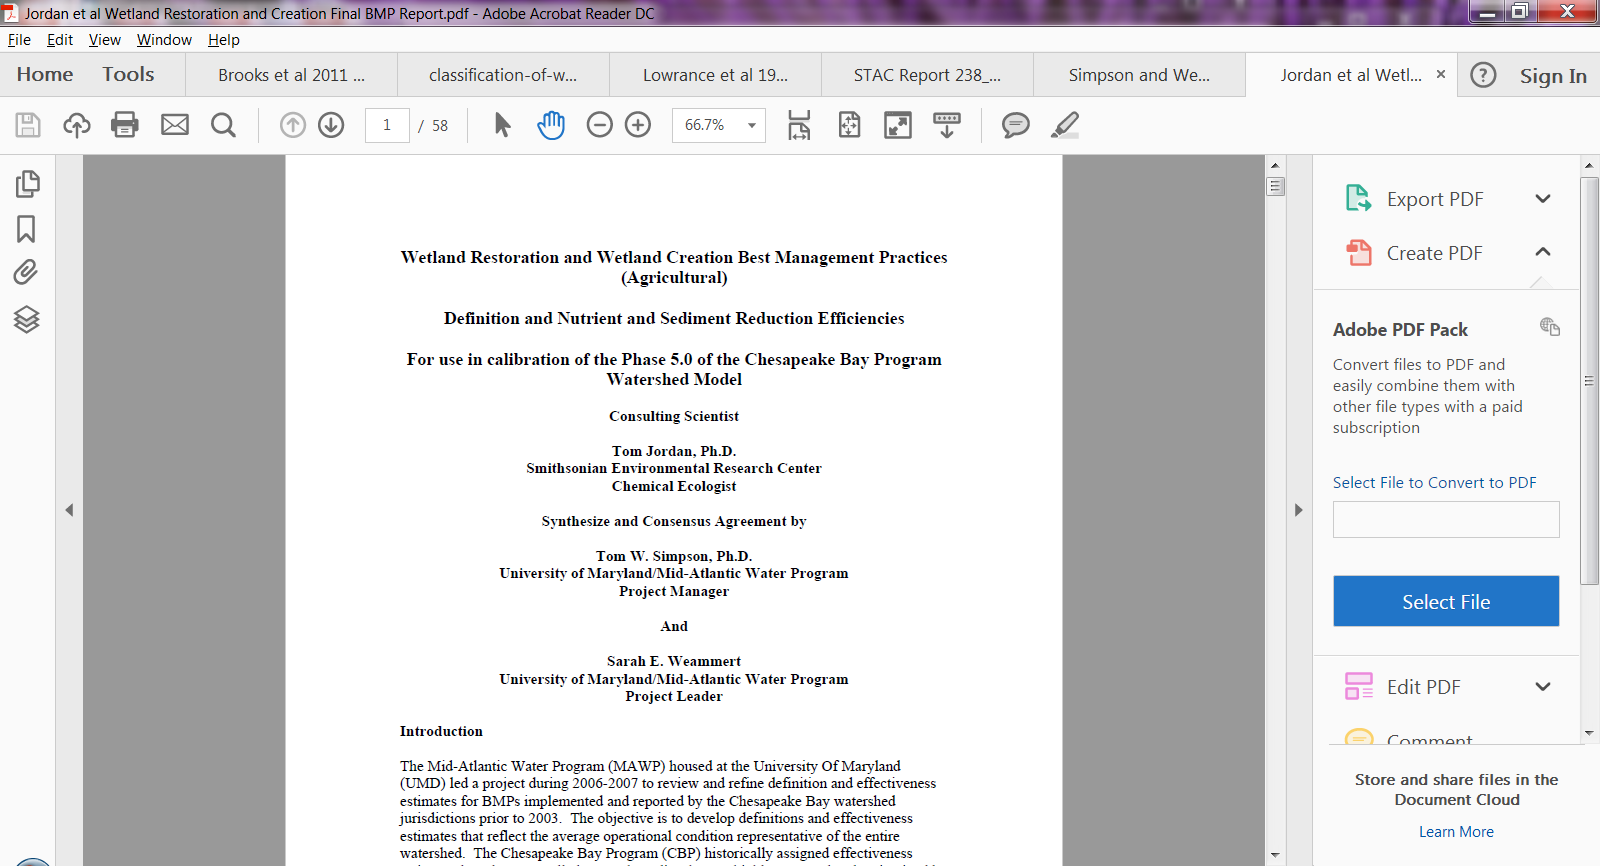 Jordan et al Wetland Restoration and Creation Final BMP Report.pdf - Adobe Acrobat Reader DC
File Edit View Window Help
Home Tools Brooks et al 2011 ... classification-of-w... Lowrance et al 19... STAC Report 238_... Simpson and We... Jordan et al Wetl... × ? Sign In
1 / 58 66.7%
Wetland Restoration and Wetland Creation Best Management Practices
(Agricultural)
Definition and Nutrient and Sediment Reduction Efficiencies
For use in calibration of the Phase 5.0 of the Chesapeake Bay Program
Watershed Model
Consulting Scientist
Tom Jordan, Ph.D.
Smithsonian Environmental Research Center
Chemical Ecologist
Synthesize and Consensus Agreement by
Tom W. Simpson, Ph.D.
University of Maryland/Mid-Atlantic Water Program
Project Manager
And
Sarah E. Weammert
University of Maryland/Mid-Atlantic Water Program
Project Leader
Introduction
The Mid-Atlantic Water Program (MAWP) housed at the University Of Maryland
(UMD) led a project during 2006-2007 to review and refine definition and effectiveness
estimates for BMPs implemented and reported by the Chesapeake Bay watershed
jurisdictions prior to 2003. The objective is to develop definitions and effectiveness
estimates that reflect the average operational condition representative of the entire
watershed. The Chesapeake Bay Program (CBP) historically assigned effectiveness
Export PDF
Create PDF
Adobe PDF Pack
Convert files to PDF and
easily combine them with
other file types with a paid
subscription
Select File to Convert to PDF
Select File
Edit PDF
Comment
Store and share files in the
Document Cloud
Learn More